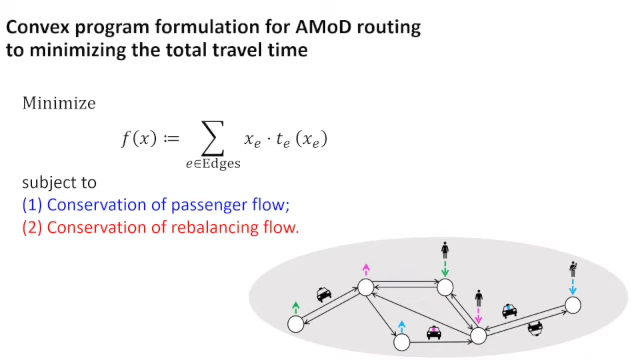 Convex program formulation for AMoD routing
to minimizing the total travel time
Minimize
f(x) ≔ ∑ x_e · t_e (x_e)
e∈Edges
subject to
(1) Conservation of passenger flow;
(2) Conservation of rebalancing flow.